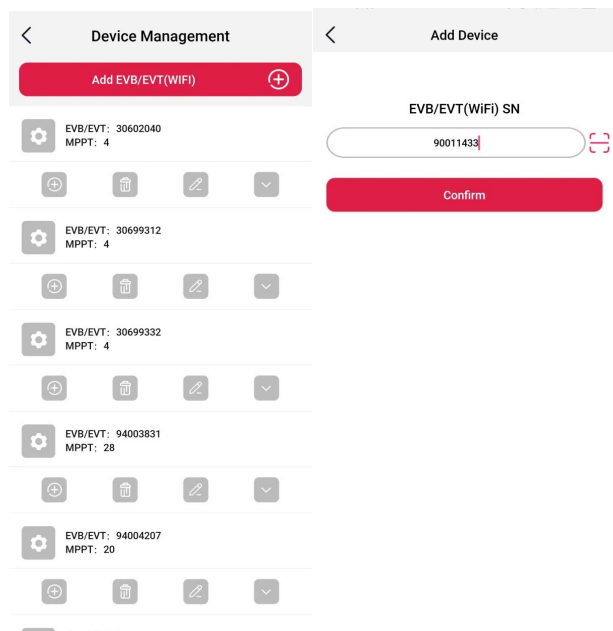 Device Management
Add EVB/EVT(WIFI)
EVB/EVT: 30602040
MPPT: 4
EVB/EVT: 30699312
MPPT: 4
EVB/EVT: 30699332
MPPT: 4
EVB/EVT: 94003831
MPPT: 28
EVB/EVT: 94004207
MPPT: 20
Add Device
EVB/EVT(WiFi) SN
90011433
Confirm